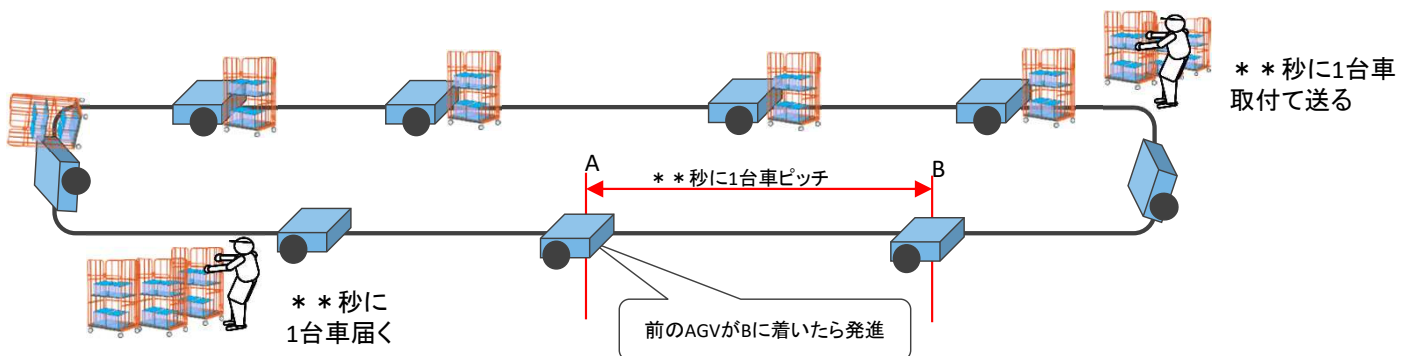 ＊＊秒に1台車
取付て送る
A
B
＊＊秒に1台車ピッチ
＊＊秒に
1台車届く
前のAGVがBに着いたら発進